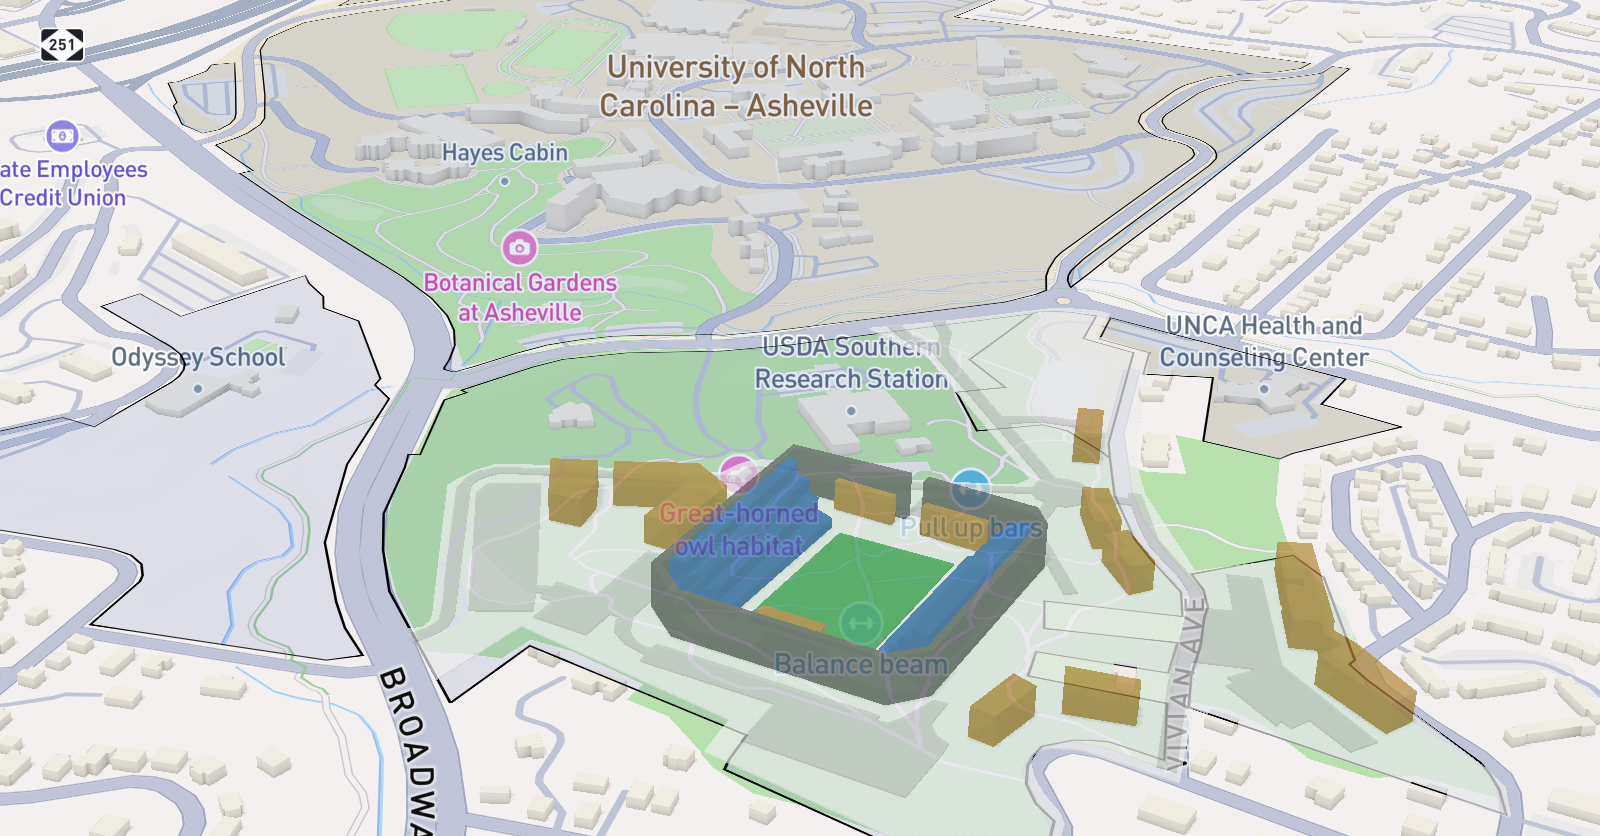 251
University of North
Carolina – Asheville
Hayes Cabin
ate Employees
Credit Union
Botanical Gardens
at Asheville
Odyssey School
USDA Southern
Research Station
UNCA Health and
Counseling Center
Great-horned
owl habitat
Pull up bars
Balance beam
VIVIAN AVE
BROADWA